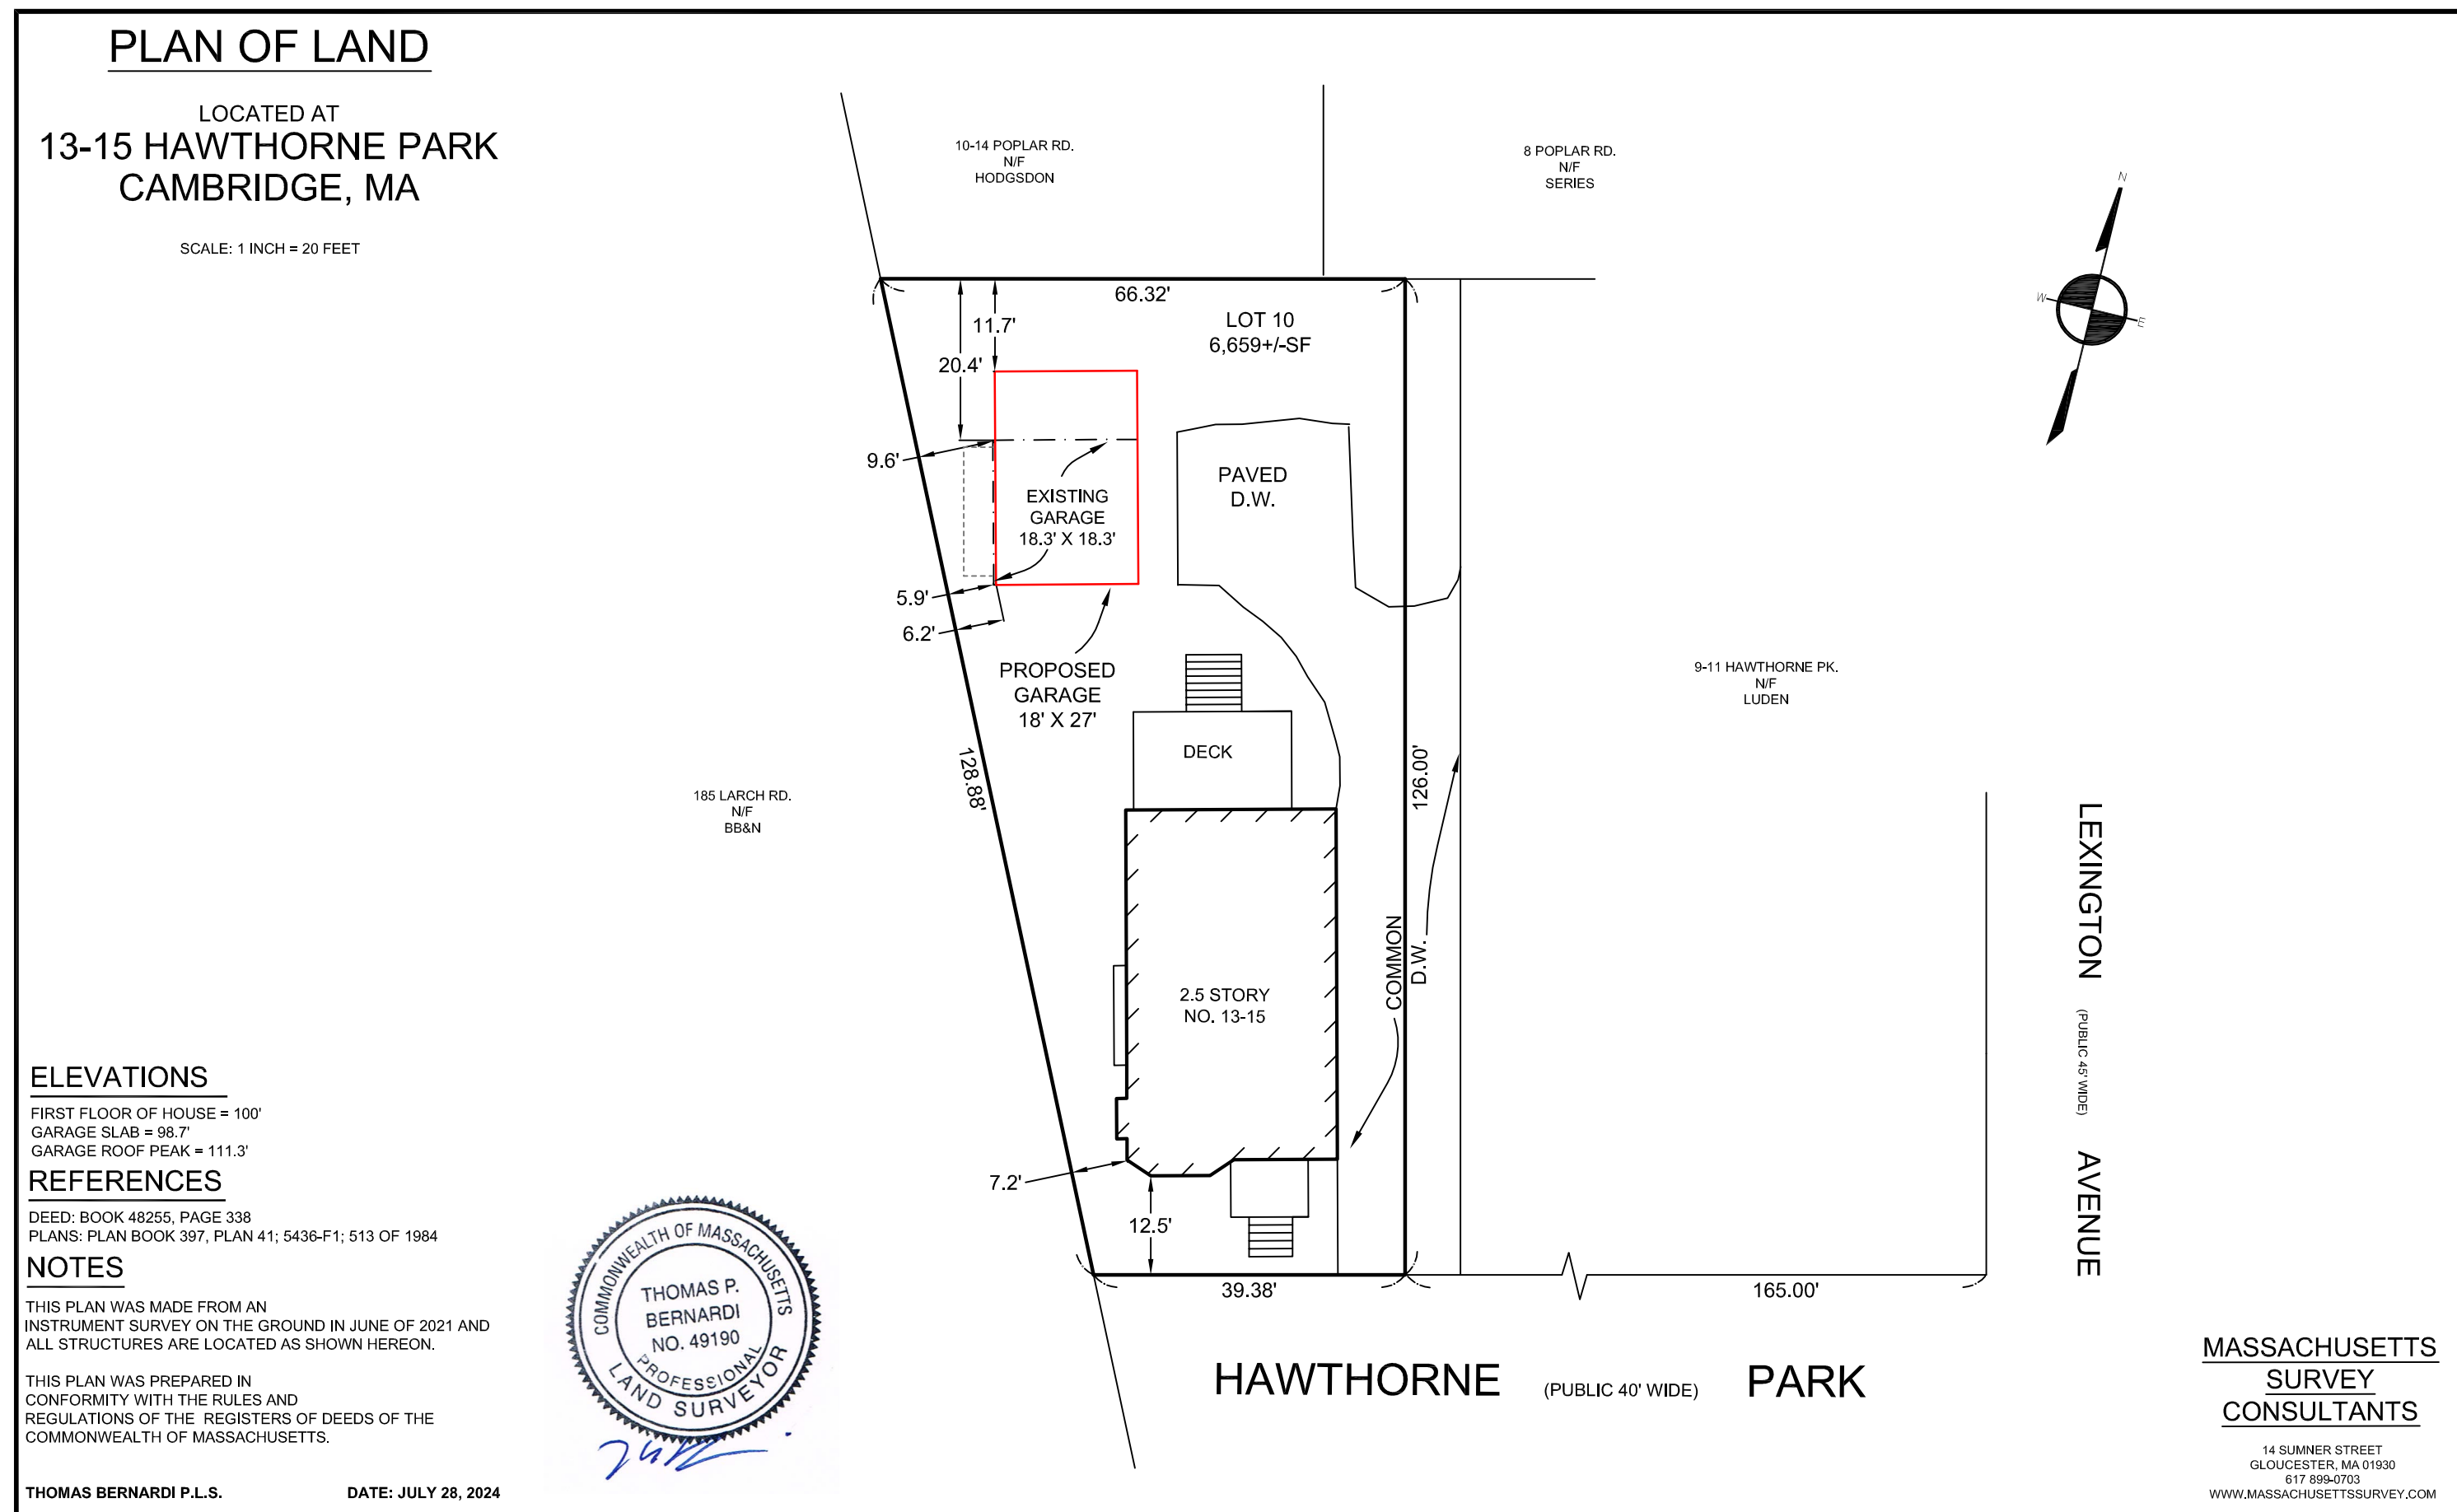 PLAN OF LAND
LOCATED AT
13-15 HAWTHORNE PARK
CAMBRIDGE, MA
SCALE: 1 INCH = 20 FEET
10-14 POPLAR RD.
N/F
HODGSDON
8 POPLAR RD.
N/F
SERIES
N
W
E
66.32'
LOT 10
6,659+/-SF
11.7'
20.4'
9.6'
EXISTING
GARAGE
18.3' X 18.3'
PAVED
D.W.
5.9'
6.2'
PROPOSED
GARAGE
18' X 27'
DECK
128.88'
126.00'
185 LARCH RD.
N/F
BB&N
9-11 HAWTHORNE PK.
N/F
LUDEN
COMMON
D.W.
2.5 STORY
NO. 13-15
7.2'
12.5'
39.38'
165.00'
LEXINGTON (PUBLIC 45' WIDE) AVENUE
HAWTHORNE (PUBLIC 40' WIDE) PARK
ELEVATIONS
FIRST FLOOR OF HOUSE = 100'
GARAGE SLAB = 98.7'
GARAGE ROOF PEAK = 111.3'
REFERENCES
DEED: BOOK 48255, PAGE 338
PLANS: PLAN BOOK 397, PLAN 41; 5436-F1; 513 OF 1984
NOTES
THIS PLAN WAS MADE FROM AN
INSTRUMENT SURVEY ON THE GROUND IN JUNE OF 2021 AND
ALL STRUCTURES ARE LOCATED AS SHOWN HEREON.
THIS PLAN WAS PREPARED IN
CONFORMITY WITH THE RULES AND
REGULATIONS OF THE REGISTERS OF DEEDS OF THE
COMMONWEALTH OF MASSACHUSETTS.
THOMAS BERNARDI P.L.S. DATE: JULY 28, 2024
COMMONWEALTH OF MASSACHUSETTS
THOMAS P.
BERNARDI
NO. 49190
PROFESSIONAL
LAND SURVEYOR
MASSACHUSETTS
SURVEY
CONSULTANTS
14 SUMNER STREET
GLOUCESTER, MA 01930
617 899-0703
WWW.MASSACHUSETTSSURVEY.COM